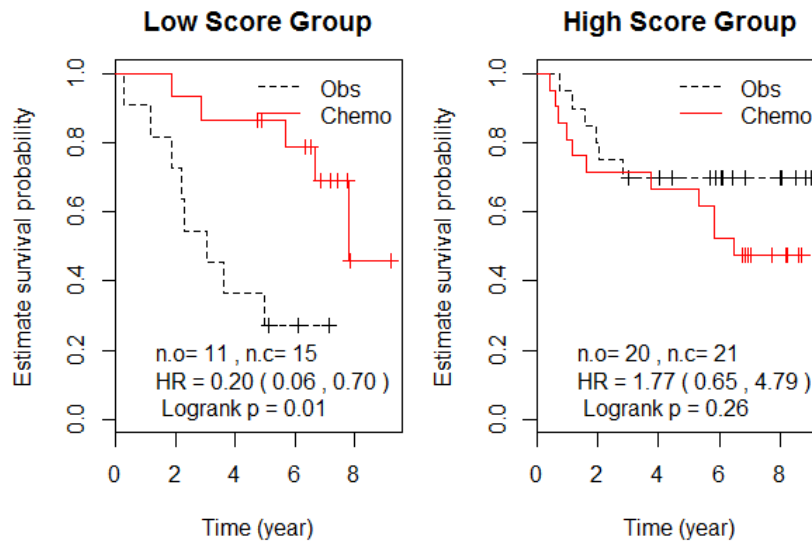 Low Score Group
Estimate survival probability
1.0
0.8
0.6
0.4
0.2
0.0
Obs
Chemo
n.o= 11 , n.c= 15
HR = 0.20 ( 0.06 , 0.70 )
Logrank p = 0.01
0 2 4 6 8
Time (year)
High Score Group
Estimate survival probability
1.0
0.8
0.6
0.4
0.2
0.0
Obs
Chemo
n.o= 20 , n.c= 21
HR = 1.77 ( 0.65 , 4.79 )
Logrank p = 0.26
0 2 4 6 8
Time (year)